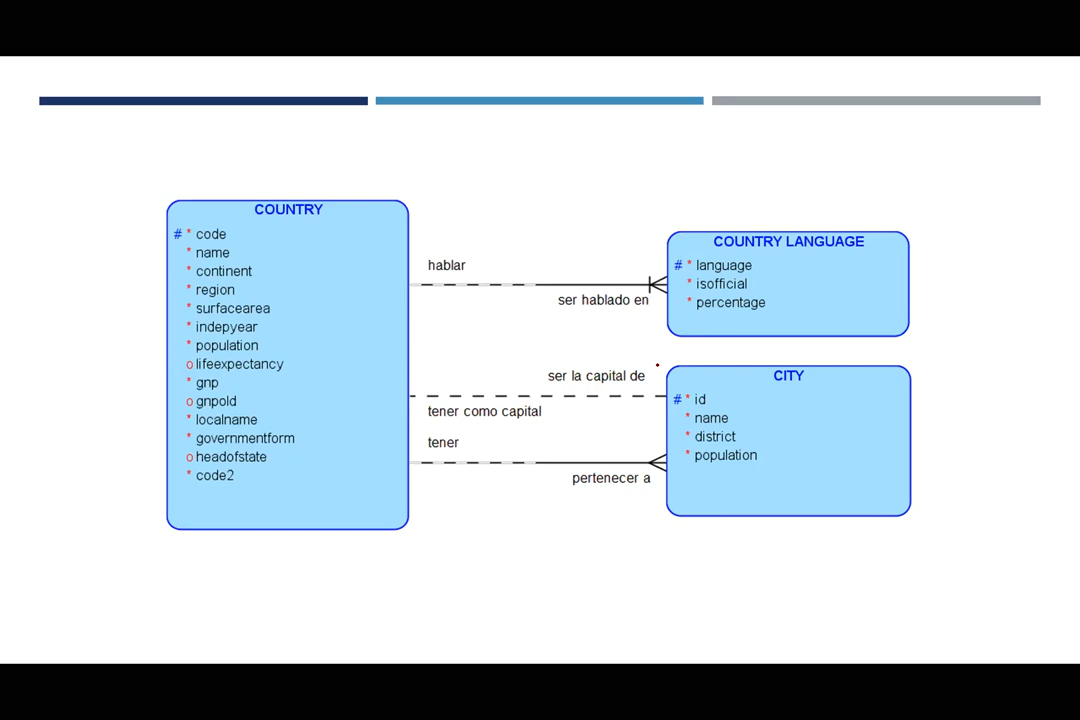 COUNTRY
# * code
* name
* continent
* region
* surfacearea
* indepyear
* population
o lifeexpectancy
* gnp
o gnpold
* localname
* governmentform
o headofstate
* code2
hablar
ser hablado en
ser la capital de
tener como capital
tener
pertenecer a
COUNTRY LANGUAGE
# * language
* isofficial
* percentage
CITY
# * id
* name
* district
* population